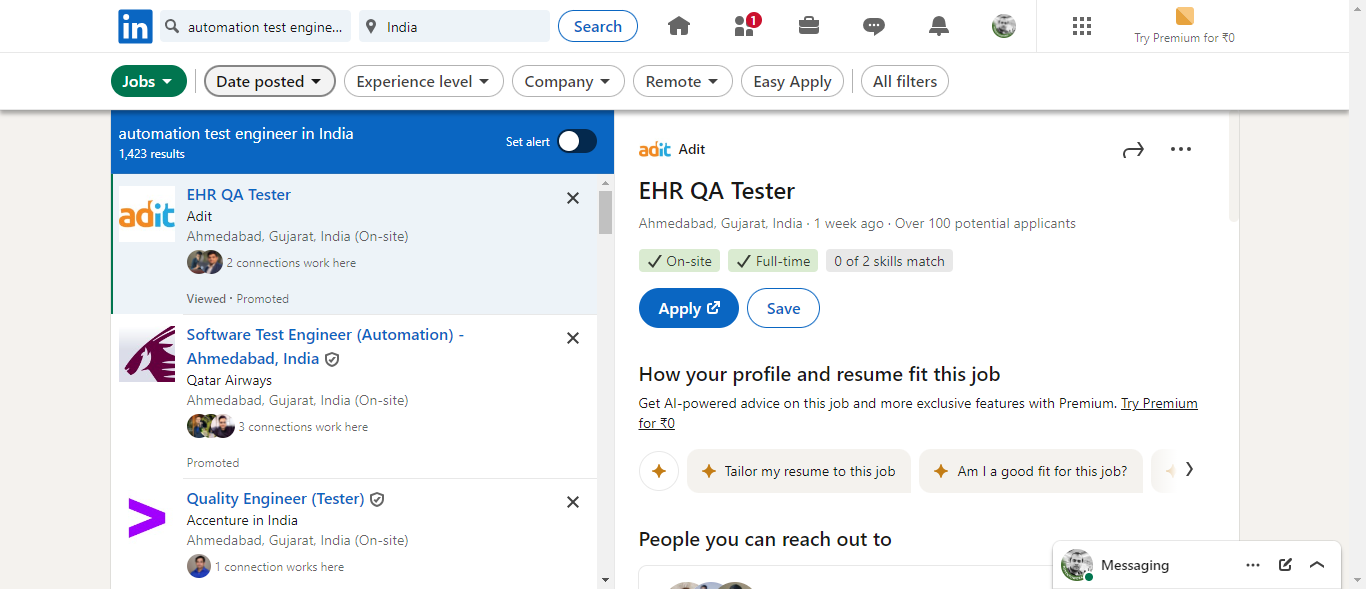 in
automation test engine...
India
Search
1
Try Premium for ₹0
Jobs
Date posted
Experience level
Company
Remote
Easy Apply
All filters
automation test engineer in India
1,423 results
Set alert
adit
EHR QA Tester
Adit
Ahmedabad, Gujarat, India (On-site)
2 connections work here
Viewed · Promoted
Software Test Engineer (Automation) -
Ahmedabad, India
Qatar Airways
Ahmedabad, Gujarat, India (On-site)
3 connections work here
Promoted
Quality Engineer (Tester)
Accenture in India
Ahmedabad, Gujarat, India (On-site)
1 connection works here
adit Adit
EHR QA Tester
Ahmedabad, Gujarat, India · 1 week ago · Over 100 potential applicants
On-site
Full-time
0 of 2 skills match
Apply
Save
How your profile and resume fit this job
Get AI-powered advice on this job and more exclusive features with Premium. Try Premium
for ₹0
Tailor my resume to this job
Am I a good fit for this job?
People you can reach out to
Messaging